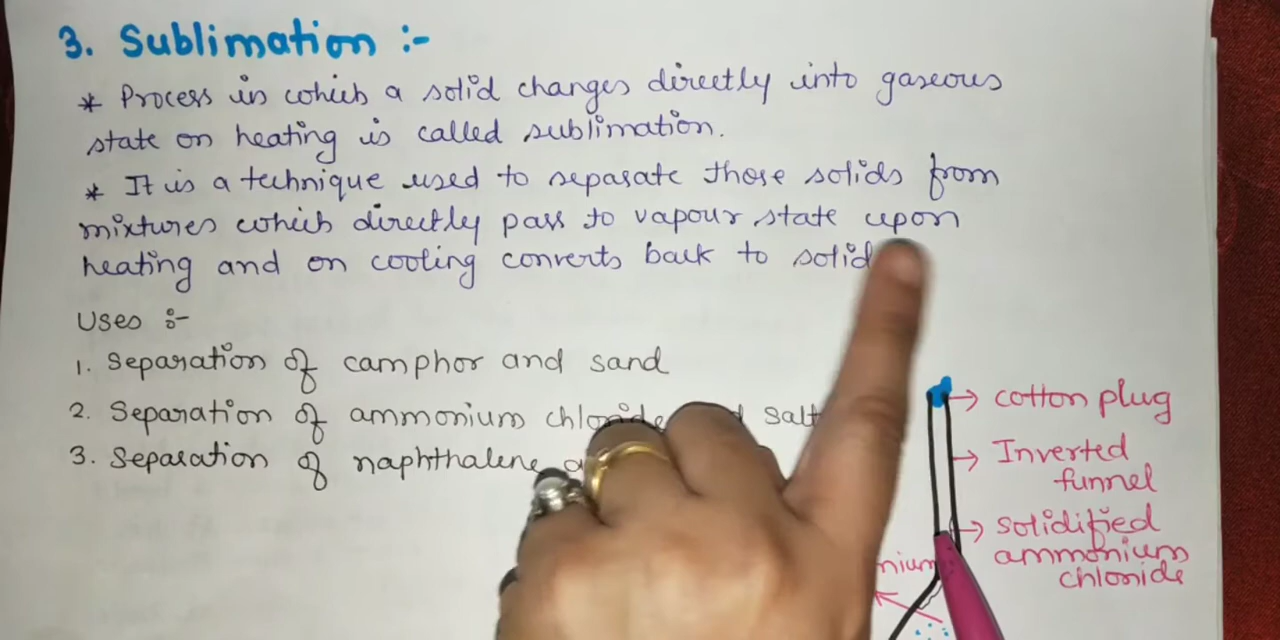 3. Sublimation :-
* Process in which a solid changes directly into gaseous
state on heating is called sublimation.
* It is a technique used to separate those solids from
mixtures which directly pass to vapour state upon
heating and on cooling converts back to solid
Uses :-
1. Separation of camphor and sand
2. Separation of ammonium chloride salt
3. Separation of naphthalene
→ cotton plug
→ Inverted
funnel
→ solidified
ammonium
chloride